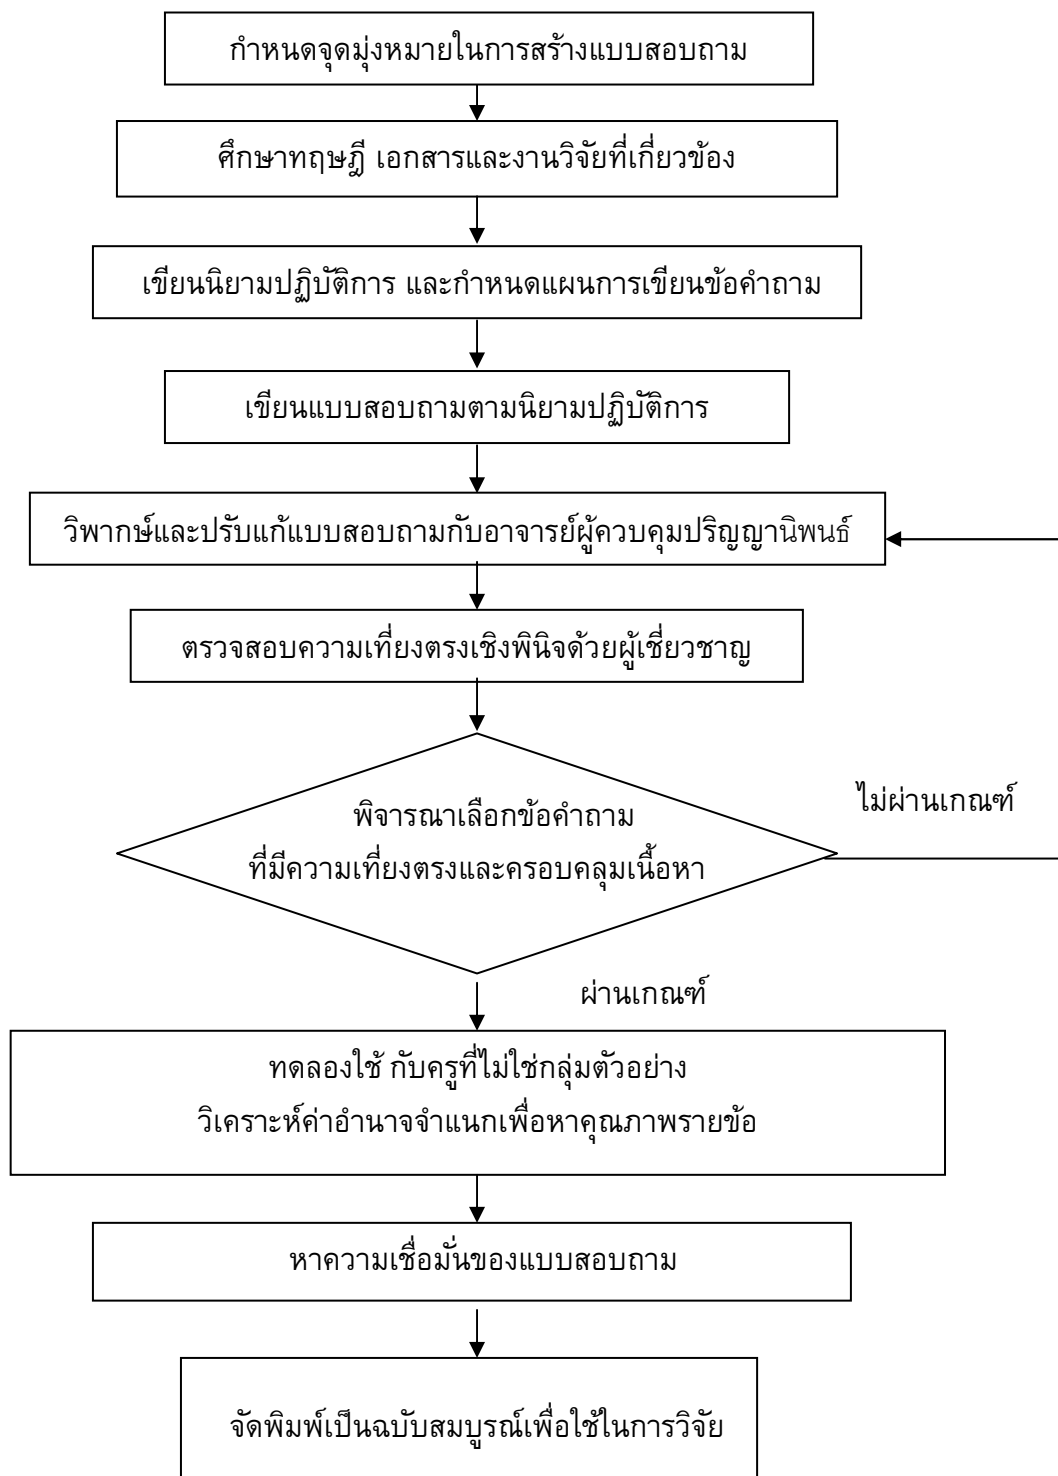 กำหนดจุดมุ่งหมายในการสร้างแบบสอบถาม
ศึกษาทฤษฎี เอกสารและงานวิจัยที่เกี่ยวข้อง
เขียนนิยามปฏิบัติการ และกำหนดแผนการเขียนข้อคำถาม
เขียนแบบสอบถามตามนิยามปฏิบัติการ
วิพากษ์และปรับแก้แบบสอบถามกับอาจารย์ผู้ควบคุมปริญญานิพนธ์
ตรวจสอบความเที่ยงตรงเชิงพินิจด้วยผู้เชี่ยวชาญ
ไม่ผ่านเกณฑ์
พิจารณาเลือกข้อคำถาม
ที่มีความเที่ยงตรงและครอบคลุมเนื้อหา
ผ่านเกณฑ์
ทดลองใช้ กับครูที่ไม่ใช่กลุ่มตัวอย่าง
วิเคราะห์ค่าอำนาจจำแนกเพื่อหาคุณภาพรายข้อ
หาความเชื่อมั่นของแบบสอบถาม
จัดพิมพ์เป็นฉบับสมบูรณ์เพื่อใช้ในการวิจัย